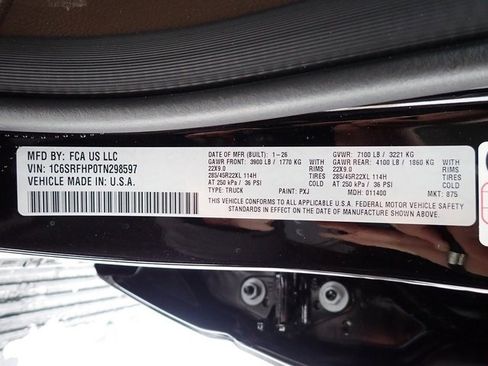 MFD BY: FCA US LLC
VIN: 1C6SRFHP0TN298597
VEHICLE MADE IN: U.S.A.
DATE OF MFR (BUILT): 1-26 GVWR: 7100 LB / 3221 KG
GAWR FRONT: 3900 LB / 1770 KG WITH GAWR REAR: 4100 LB / 1860 KG WITH
22X9.0 RIMS 22X9.0 RIMS
285/45R22XL 114H TIRES 285/45R22XL 114H TIRES
AT 250 kPa / 36 PSI AT 250 kPa / 36 PSI
PAINT: PXJ
THIS VEHICLE CONFORMS TO ALL APPLICABLE U.S.A. FEDERAL MOTOR VEHICLE SAFETY
STANDARDS IN EFFECT ON THE DATE OF MANUFACTURE SHOWN ABOVE.
TYPE: TRUCK MDH: 011400 MKT: 875